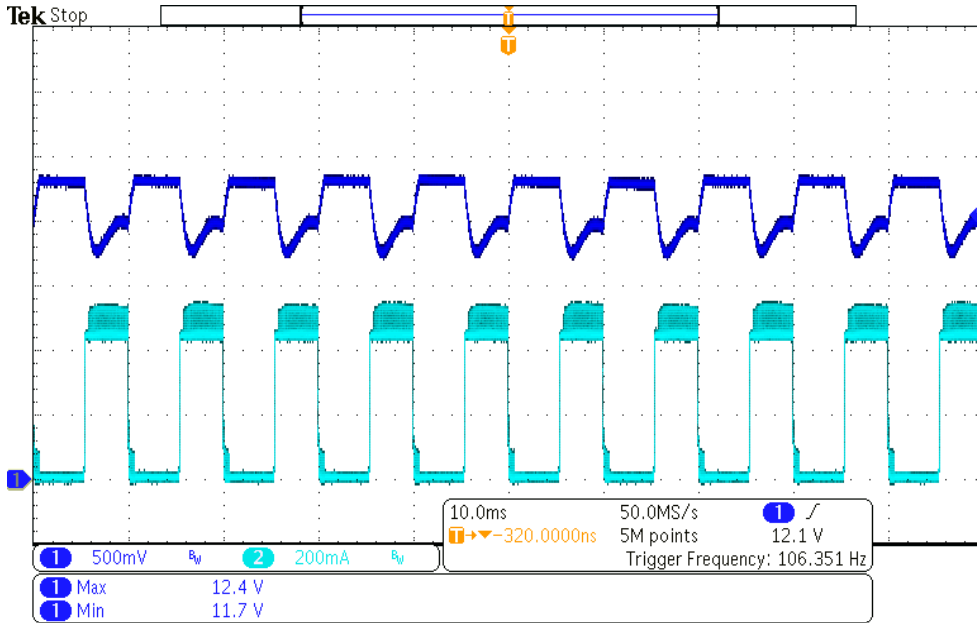 Tek Stop
T
T
1
10.0ms 50.0MS/s 1
T→▼−320.0000ns 5M points 12.1 V
Trigger Frequency: 106.351 Hz
1 500mV BW 2 200mA BW
1 Max 12.4 V
1 Min 11.7 V